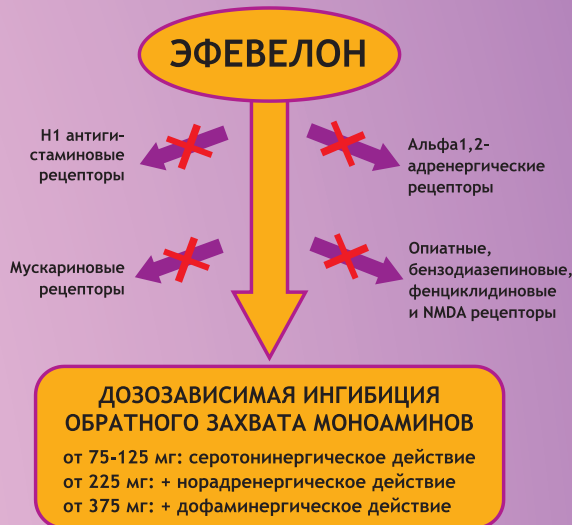 ЭФЕВЕЛОН
Н1 антиги-
стаминовые
рецепторы
Альфа1,2-
адренергические
рецепторы
Мускариновые
рецепторы
Опиатные,
бензодиазепиновые,
фенциклидиновые
и NMDA рецепторы
ДОЗОЗАВИСИМАЯ ИНГИБИЦИЯ
ОБРАТНОГО ЗАХВАТА МОНОАМИНОВ
от 75-125 мг: серотонинергическое действие
от 225 мг: + норадренергическое действие
от 375 мг: + дофаминергическое действие